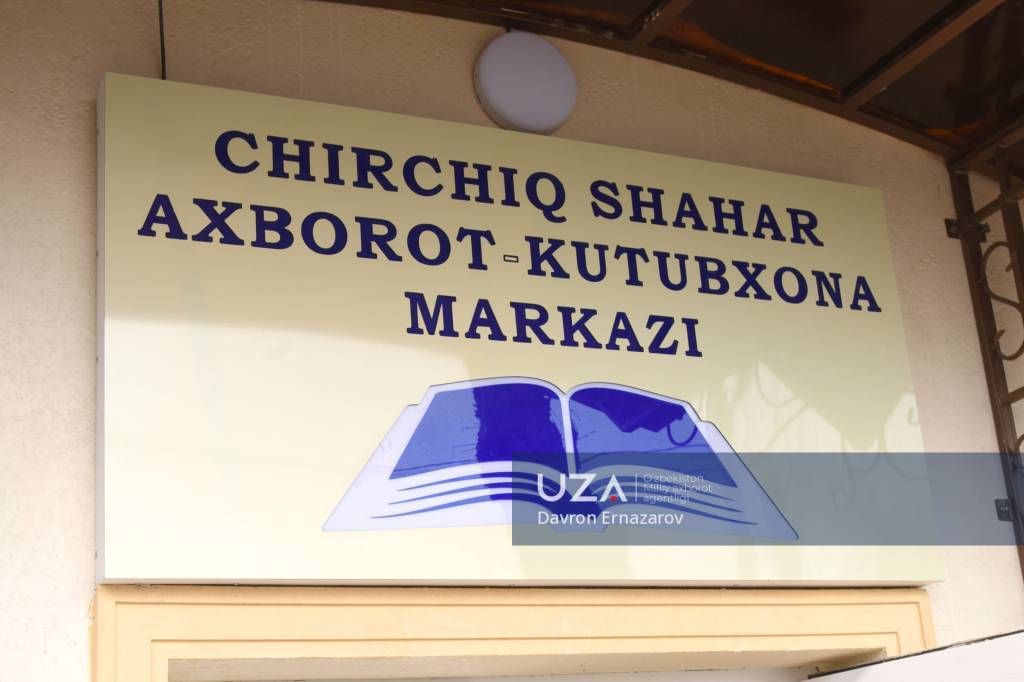 CHIRCHIQ SHAHAR
AXBOROT-KUTUBXONA
MARKAZI
UZA
O'zbekiston
Milliy axborot
agentligi
Davron Ernazarov